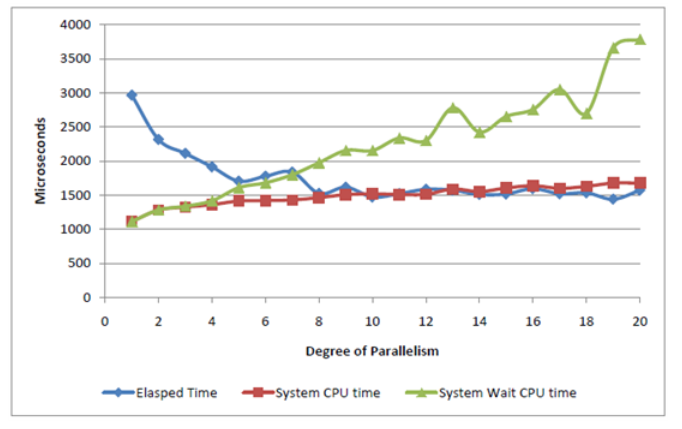 4000
3500
3000
2500
2000
1500
1000
500
0
Microseconds
0 2 4 6 8 10 12 14 16 18 20
Degree of Parallelism
Elasped Time System CPU time System Wait CPU time